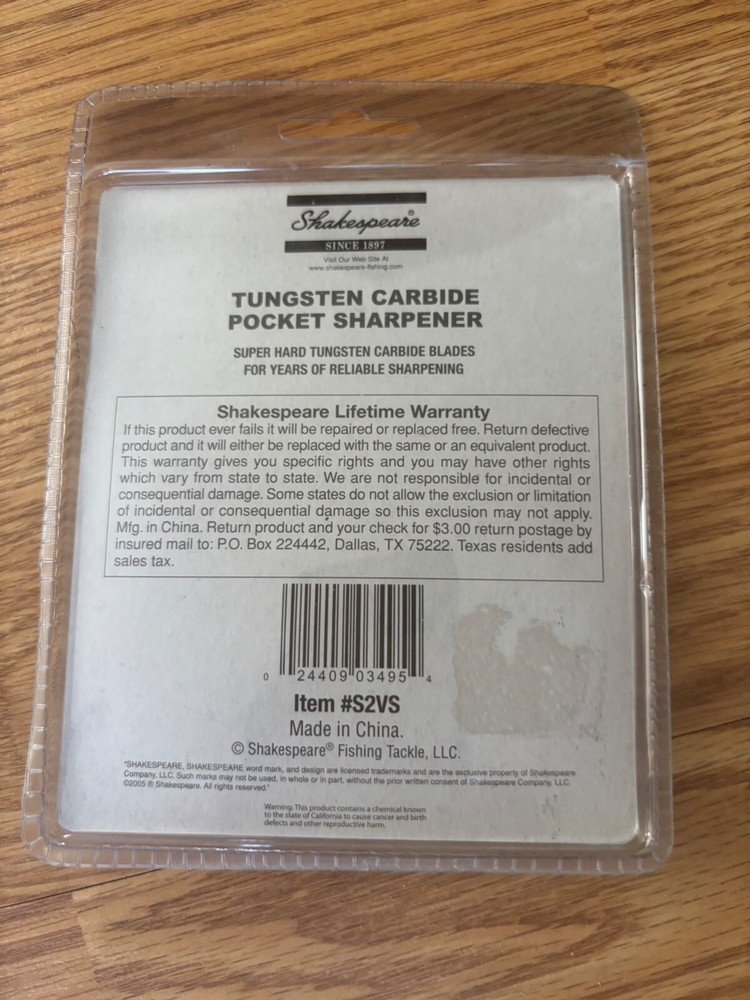 Shakespeare®
SINCE 1897
Visit Our Web Site At
www.shakespeare-fishing.com
TUNGSTEN CARBIDE
POCKET SHARPENER
SUPER HARD TUNGSTEN CARBIDE BLADES
FOR YEARS OF RELIABLE SHARPENING
Shakespeare Lifetime Warranty
If this product ever fails it will be repaired or replaced free. Return defective
product and it will either be replaced with the same or an equivalent product.
This warranty gives you specific rights and you may have other rights
which vary from state to state. We are not responsible for incidental or
consequential damage. Some states do not allow the exclusion or limitation
of incidental or consequential damage so this exclusion may not apply.
Mfg. in China. Return product and your check for $3.00 return postage by
insured mail to: P.O. Box 224442, Dallas, TX 75222. Texas residents add
sales tax.
0 24409 03495 4
Item #S2VS
Made in China.
© Shakespeare® Fishing Tackle, LLC.
"SHAKESPEARE, SHAKESPEARE word mark, and design are licensed trademarks and are the exclusive property of Shakespeare
Company, LLC. Such marks may not be used, in whole or in part, without the prior written consent of Shakespeare Company, LLC.
©2005 ® Shakespeare. All rights reserved."
Warning: This product contains a chemical known
to the state of California to cause cancer and birth
defects and other reproductive harm.